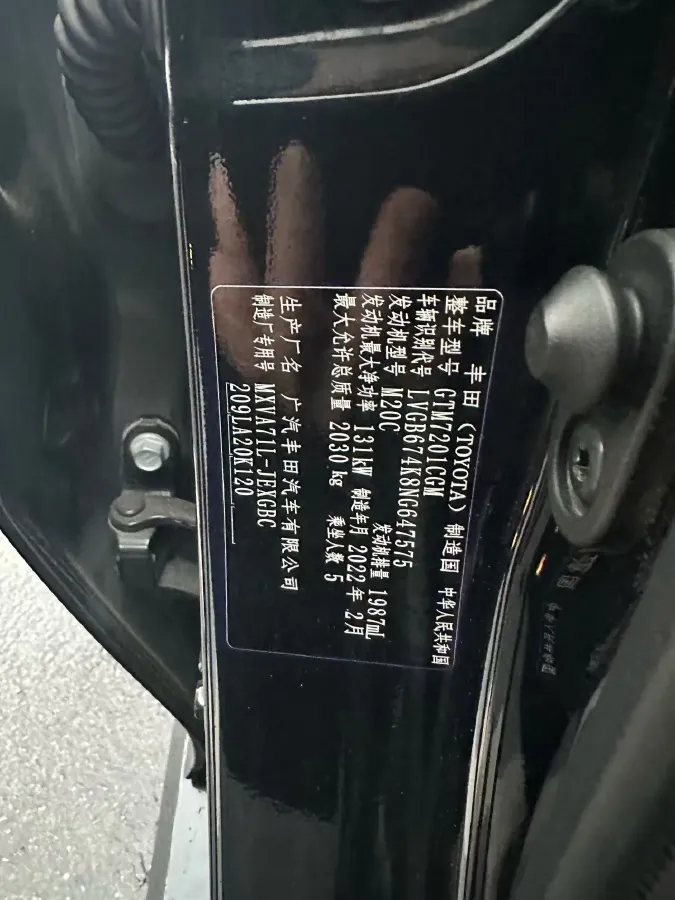 品牌 丰田 (TOYOTA) 制造国 中华人民共和国
整车型号 GTM7201CGM
车辆识别代号 LVGB674K8NG647575
发动机型号 M20C 发动机排量 1987mL
发动机最大净功率 131kW 制造年月 2022年 2月
最大允许总质量 2030 kg 乘坐人数 5
生产厂名 广汽丰田汽车有限公司
制造厂专用号 MXVA71L-JEXGBC
209LA20K120